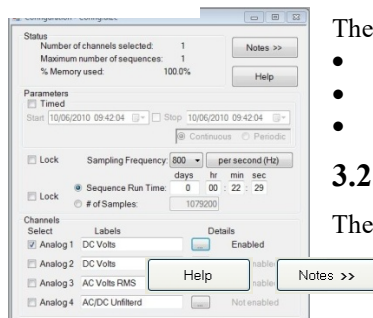 Status
Number of channels selected: 1
Maximum number of sequences: 1
% Memory used: 100.0%
Notes >>
Help
Parameters
Timed
Start 10/06/2010 09:42:04 Stop 10/06/2010 09:42:04
Continuous Periodic
Lock Sampling Frequency: 800 per second (Hz)
days hr min sec
Lock Sequence Run Time: 0 00 : 22 : 29
# of Samples: 1079200
Channels
Select Labels Details
Analog 1 DC Volts ... Enabled
Analog 2 DC Volts
Analog 3 AC Volts RMS
Analog 4 AC/DC Unfilterd ... Not enabled
Help
Notes >>
The
•
•
•
3.2
The